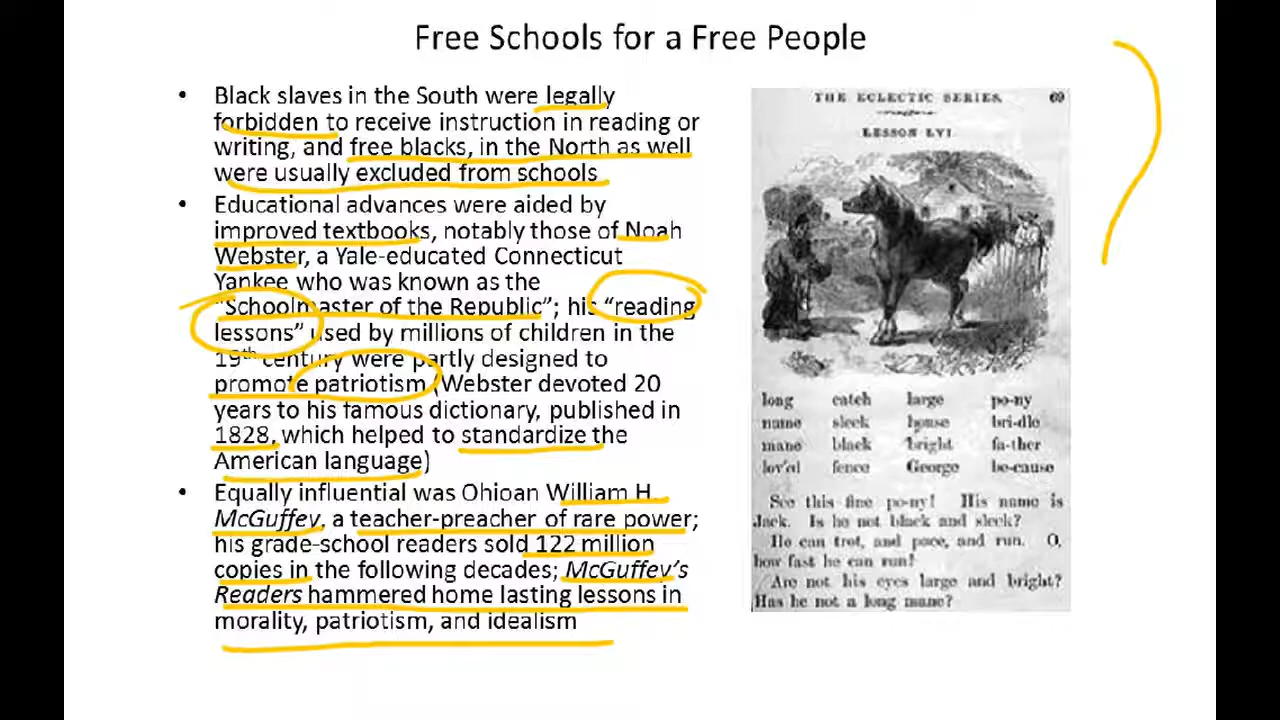 Free Schools for a Free People
• Black slaves in the South were legally
forbidden to receive instruction in reading or
writing, and free blacks, in the North as well
were usually excluded from schools
• Educational advances were aided by
improved textbooks, notably those of Noah
Webster, a Yale-educated Connecticut
Yankee who was known as the
“Schoolmaster of the Republic”; his “reading
lessons” used by millions of children in the
19th century were partly designed to
promote patriotism (Webster devoted 20
years to his famous dictionary, published in
1828, which helped to standardize the
American language)
• Equally influential was Ohioan William H.
McGuffey, a teacher-preacher of rare power;
his grade-school readers sold 122 million
copies in the following decades; McGuffey’s
Readers hammered home lasting lessons in
morality, patriotism, and idealism
THE ECLECTIC SERIES. 69
LESSON LVI
long catch large po-ny
name sleek house bri-dle
mane black bright fa-ther
lov'ed fence George be-cause
See this fine po-ny! His name is
Jack. Is he not black and sleek?
He can trot, and pace, and run. O,
how fast he can run!
Are not his eyes large and bright?
Has he not a long mane?